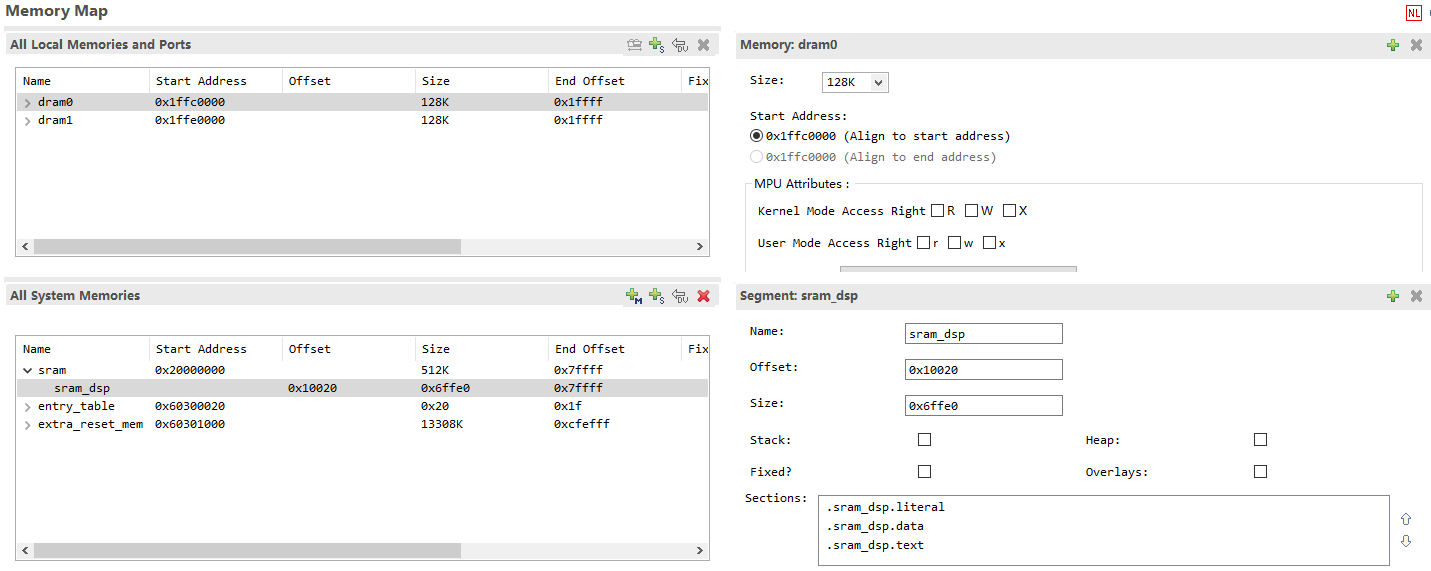 Memory Map
NL
All Local Memories and Ports
S
DU
Name Start Address Offset Size End Offset Fix
dram0 0x1ffc0000 128K 0x1ffff
dram1 0x1ffe0000 128K 0x1ffff
Memory: dram0
Size: 128K
Start Address:
0x1ffc0000 (Align to start address)
0x1ffc0000 (Align to end address)
MPU Attributes :
Kernel Mode Access Right R W X
User Mode Access Right r w x
All System Memories
M
S
DU
Name Start Address Offset Size End Offset Fix
sram 0x20000000 512K 0x7ffff
sram_dsp 0x10020 0x6ffe0 0x7ffff
entry_table 0x60300020 0x20 0x1f
extra_reset_mem 0x60301000 13308K 0xcfefff
Segment: sram_dsp
Name: sram_dsp
Offset: 0x10020
Size: 0x6ffe0
Stack: Heap:
Fixed? Overlays:
Sections:
.sram_dsp.literal
.sram_dsp.data
.sram_dsp.text